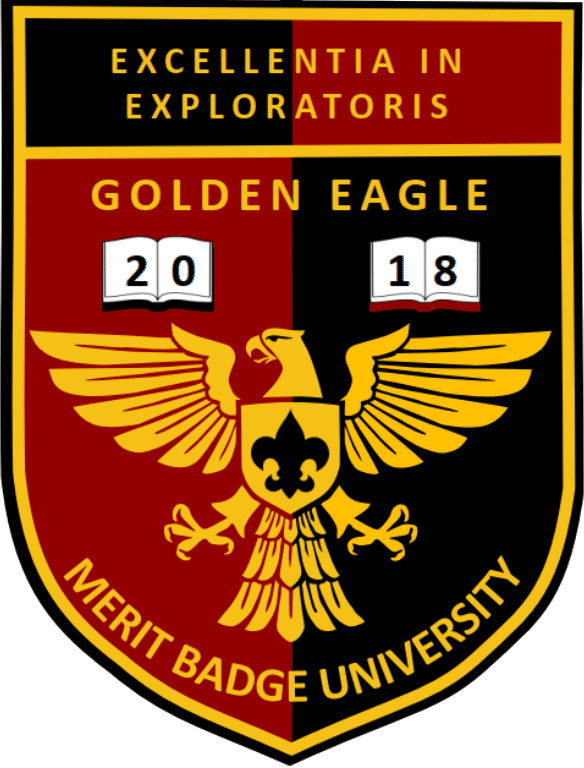 EXCELLENTIA IN
EXPLORATORIS
GOLDEN EAGLE
20 18
MERIT BADGE UNIVERSITY